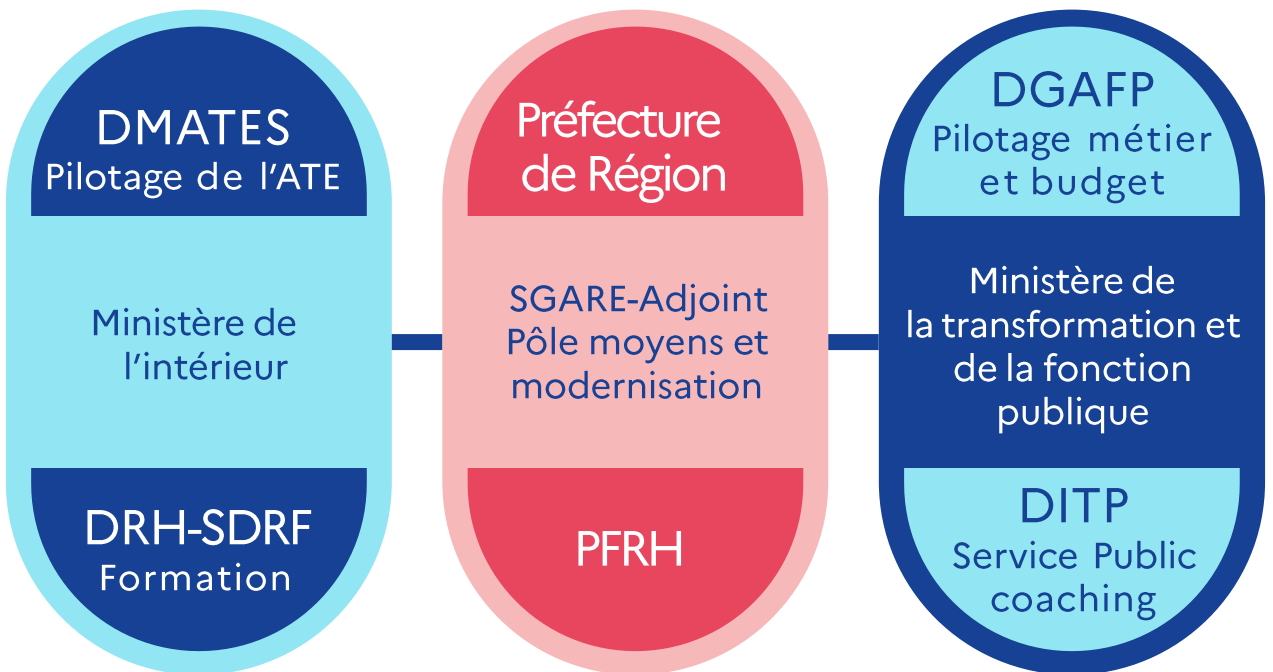 DMATES
Pilotage de l'ATE
Ministère de
l'intérieur
DRH-SDRF
Formation
Préfecture
de Région
SGARE-Adjoint
Pôle moyens et
modernisation
PFRH
DGAFP
Pilotage métier
et budget
Ministère de
la transformation et
de la fonction
publique
DITP
Service Public
coaching